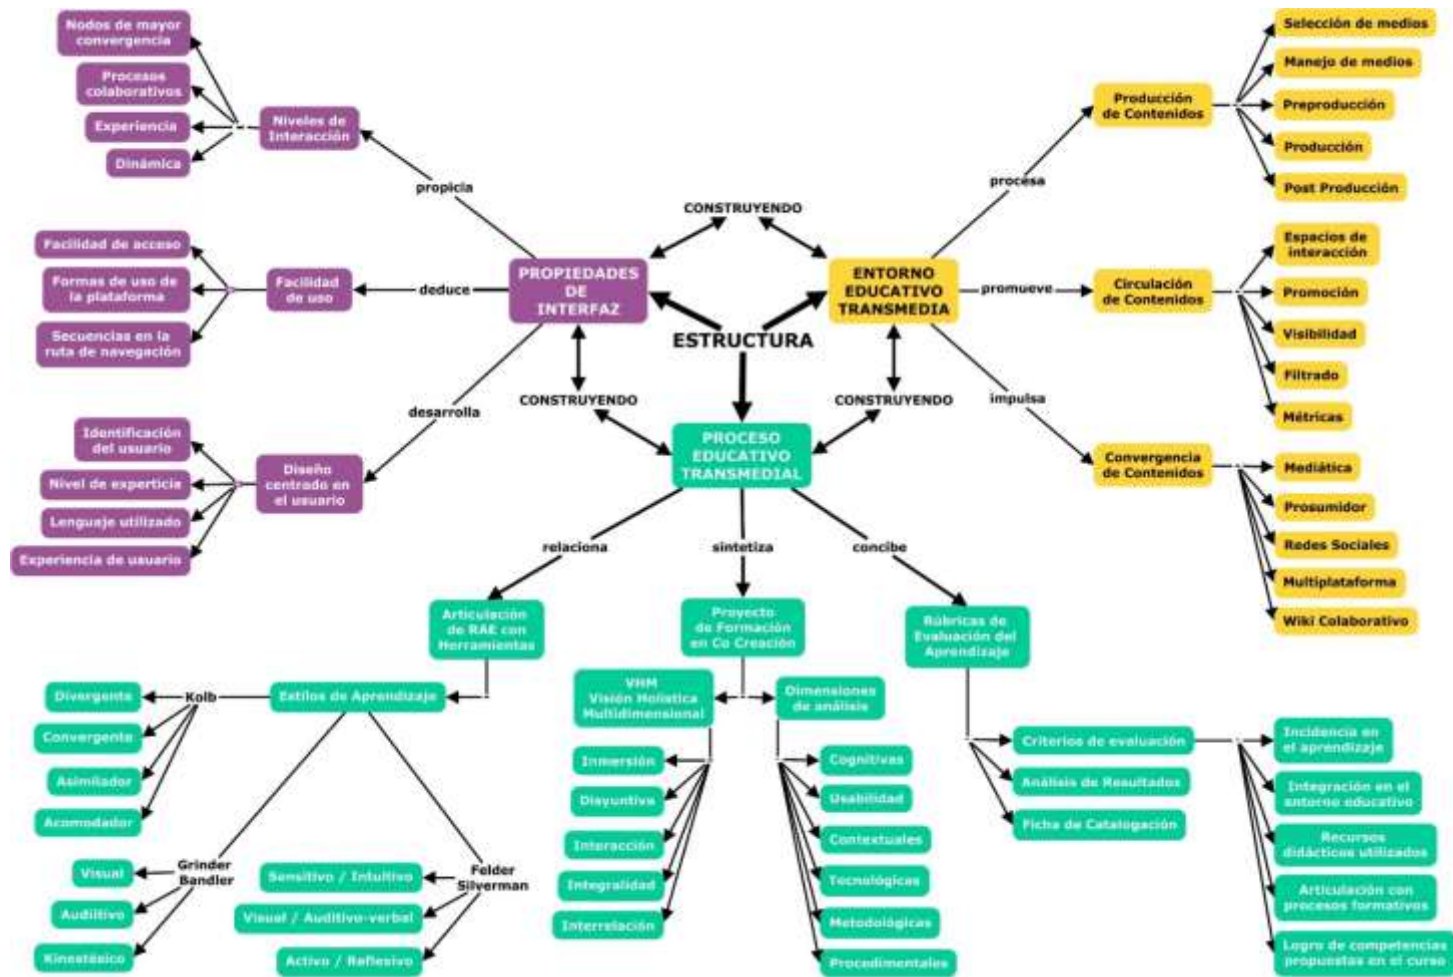 Nodos de mayor
convergencia
Procesos
colaborativos
Experiencia
Dinámica
Niveles de
Interacción
propicia
Facilidad de acceso
Formas de uso de
la plataforma
Secuencias en la
ruta de navegación
Facilidad
de uso
deduce
Identificación
del usuario
Nivel de experticia
Lenguaje utilizado
Experiencia de usuario
Diseño
centrado en
el usuario
desarrolla
PROPIEDADES
DE
INTERFAZ
CONSTRUYENDO
ENTORNO
EDUCATIVO
TRANSMEDIA
ESTRUCTURA
CONSTRUYENDO
CONSTRUYENDO
PROCESO
EDUCATIVO
TRANSMEDIAL
procesa
Producción
de Contenidos
Selección de medios
Manejo de medios
Preproducción
Producción
Post Producción
promueve
Circulación
de Contenidos
Espacios de
interacción
Promoción
Visibilidad
Filtrado
Métricas
impulsa
Convergencia
de Contenidos
Mediática
Prosumidor
Redes Sociales
Multiplataforma
Wiki Colaborativo
relaciona
sintetiza
concibe
Articulación
de RAE con
Herramientas
Estilos de Aprendizaje
Kolb
Divergente
Convergente
Asimilador
Acomodador
Grinder
Bandler
Visual
Audiitivo
Kinestésico
Felder
Silverman
Sensitivo / Intuitivo
Visual / Auditivo-verbal
Activo / Reflexivo
Proyecto
de Formación
en Co Creación
VHM
Visión Holística
Multidimensional
Inmersión
Disyuntiva
Interacción
Integralidad
Interrelación
Dimensiones
de análisis
Cognitivas
Usabilidad
Contextuales
Tecnológicas
Metodológicas
Procedimentales
Rúbricas de
Evaluación del
Aprendizaje
Criterios de evaluación
Análisis de Resultados
Ficha de Catalogación
Incidencia en
el aprendizaje
Integración en el
entorno educativo
Recursos
didácticos utilizados
Articulación con
procesos formativos
Logro de competencias
propuestas en el curso